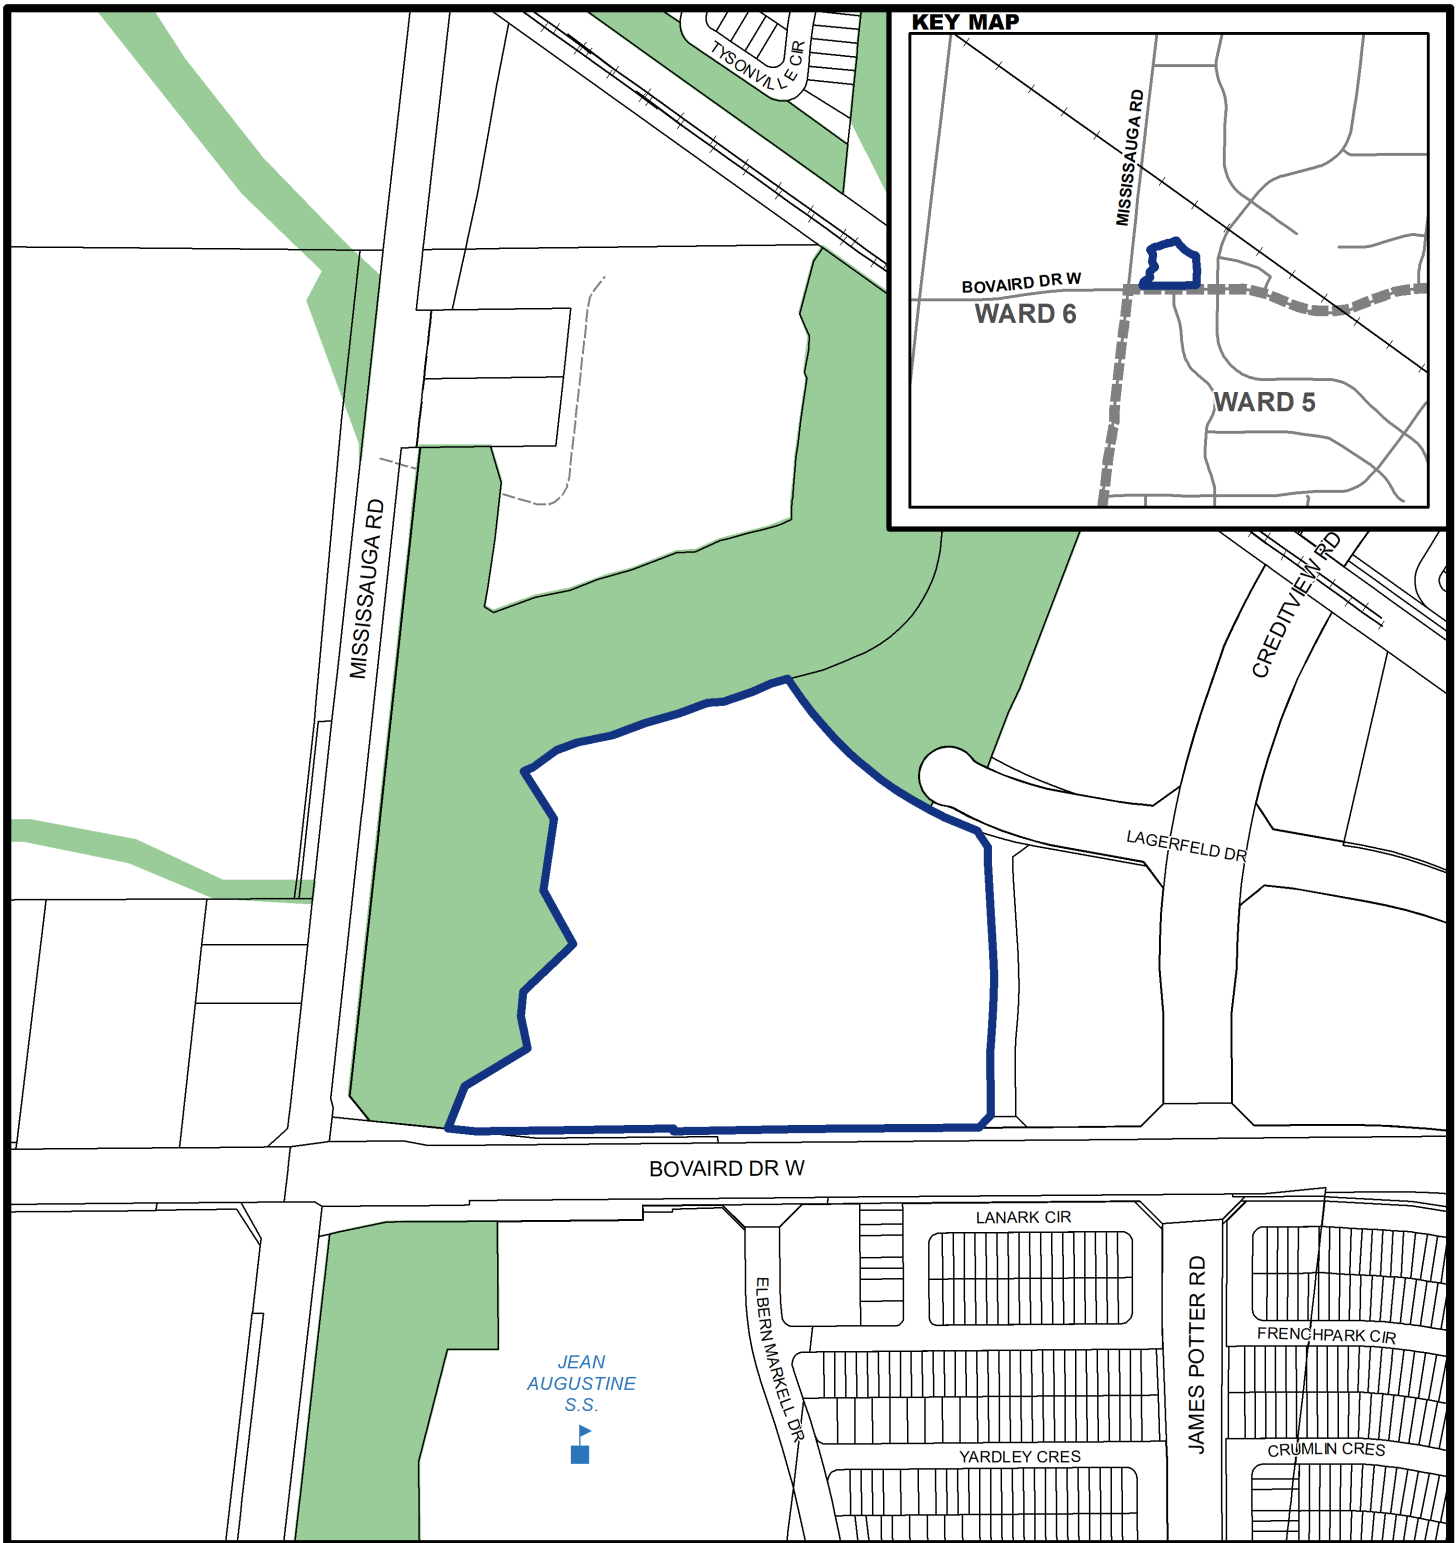 KEY MAP
TYSONVILLE CIR
MISSISSAUGA RD
BOVAIRD DR W
WARD 6
WARD 5
MISSISSAUGA RD
CREDITVIEW RD
LAGERFELD DR
BOVAIRD DR W
LANARK CIR
ELBERN MARKELL DR
JAMES POTTER RD
FRENCHPARK CIR
JEAN
AUGUSTINE
S.S.
YARDLEY CRES
CRUMLIN CRES